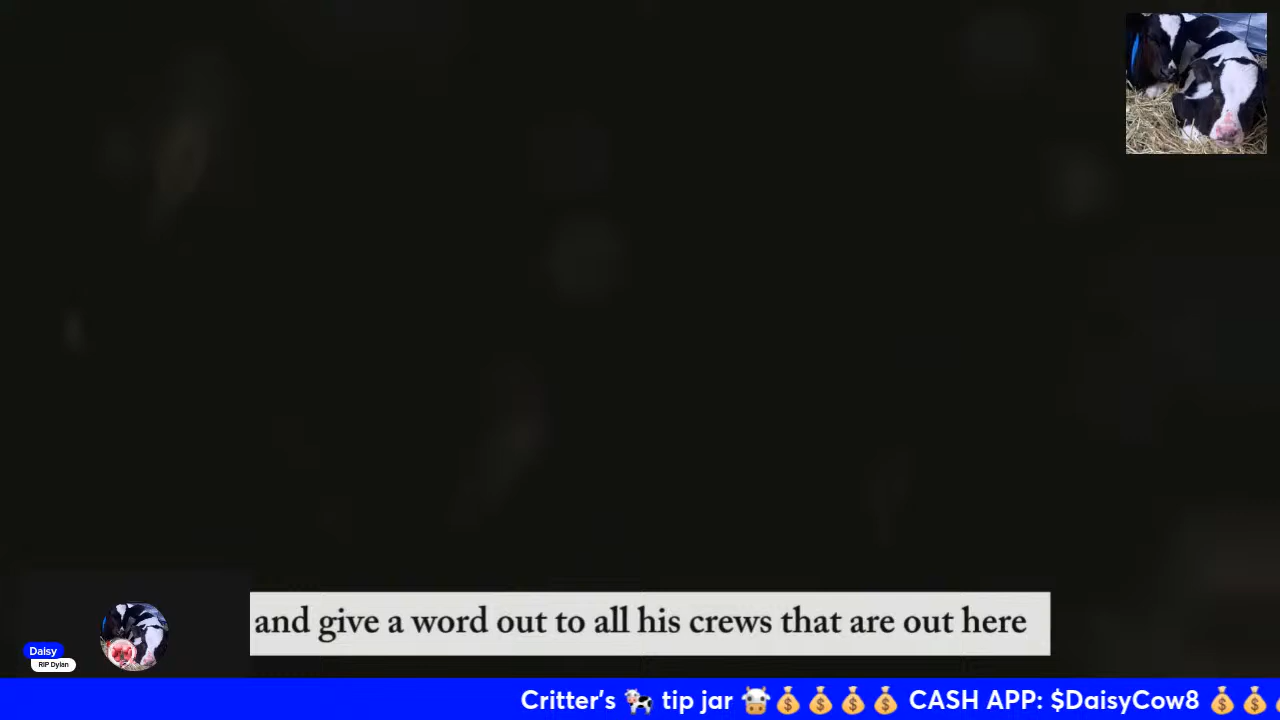 and give a word out to all his crews that are out here
Daisy
RIP Dylan
Critter's 🐄 tip jar 🐮💰💰💰💰 CASH APP: $DaisyCow8 💰💰